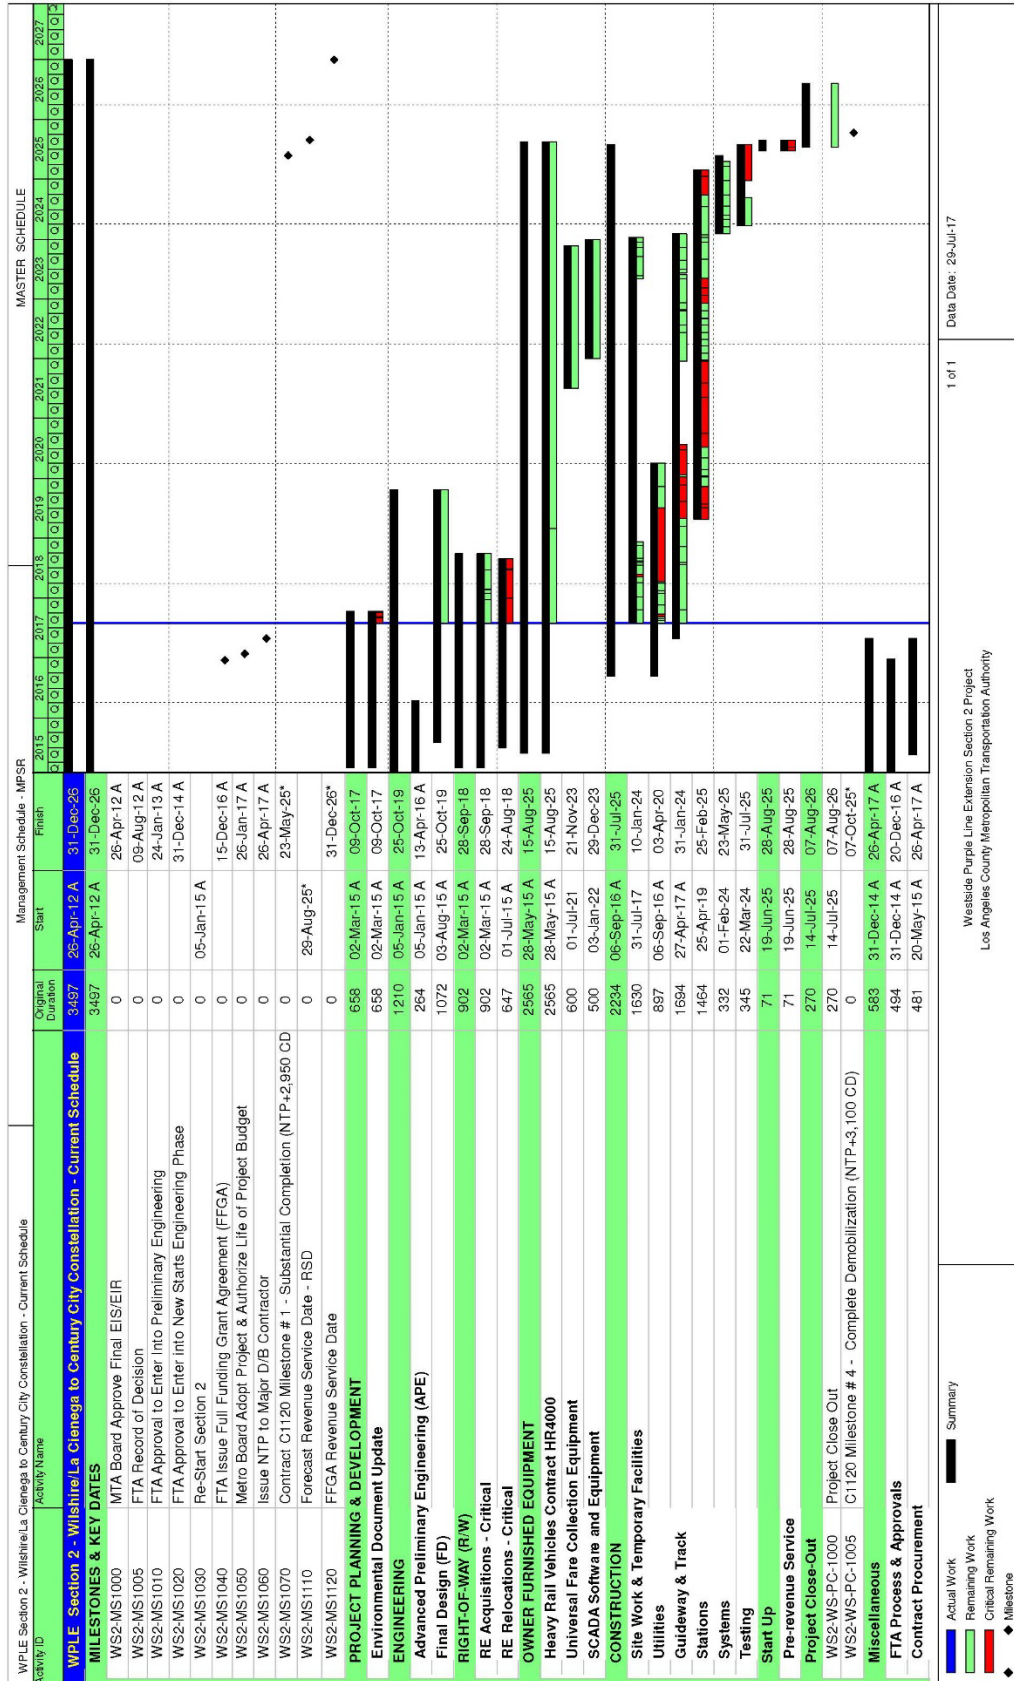 WPLE Section 2 - Wilshire/La Cienega to Century City Constellation - Current Schedule
Management Schedule - MPSR
MASTER SCHEDULE
Activity ID Activity Name Original Duration Start Finish 2015 2016 2017 2018 2019 2020 2021 2022 2023 2024 2025 2026 2027
Q Q Q Q Q Q Q Q Q Q Q Q Q Q Q Q Q Q Q Q Q Q Q Q Q Q Q Q Q Q Q Q Q Q Q Q Q Q Q Q Q Q Q Q Q Q Q Q Q Q Q Q
WPLE Section 2 - Wilshire/La Cienega to Century City Constellation - Current Schedule 3497 26-Apr-12 A 31-Dec-26
MILESTONES & KEY DATES 3497 26-Apr-12 A 31-Dec-26
WS2-MS1000 MTA Board Approve Final EIS/EIR 0 26-Apr-12 A
WS2-MS1005 FTA Record of Decision 0 09-Aug-12 A
WS2-MS1010 FTA Approval to Enter Into Preliminary Engineering 0 24-Jan-13 A
WS2-MS1020 FTA Approval to Enter into New Starts Engineering Phase 0 31-Dec-14 A
WS2-MS1030 Re-Start Section 2 0 05-Jan-15 A
WS2-MS1040 FTA Issue Full Funding Grant Agreement (FFGA) 0 15-Dec-16 A
WS2-MS1050 Metro Board Adopt Project & Authorize Life of Project Budget 0 26-Jan-17 A
WS2-MS1060 Issue NTP to Major D/B Contractor 0 26-Apr-17 A
WS2-MS1070 Contract C1120 Milestone # 1 - Substantial Completion (NTP+2,950 CD 0 23-May-25*
WS2-MS1110 Forecast Revenue Service Date - RSD 0 29-Aug-25*
WS2-MS1120 FFGA Revenue Service Date 0 31-Dec-26*
PROJECT PLANNING & DEVELOPMENT 658 02-Mar-15 A 09-Oct-17
Environmental Document Update 658 02-Mar-15 A 09-Oct-17
ENGINEERING 1210 05-Jan-15 A 25-Oct-19
Advanced Preliminary Engineering (APE) 264 05-Jan-15 A 13-Apr-16 A
Final Design (FD) 1072 03-Aug-15 A 25-Oct-19
RIGHT-OF-WAY (R/W) 902 02-Mar-15 A 28-Sep-18
RE Acquisitions - Critical 902 02-Mar-15 A 28-Sep-18
RE Relocations - Critical 647 01-Jul-15 A 24-Aug-18
OWNER FURNISHED EQUIPMENT 2565 28-May-15 A 15-Aug-25
Heavy Rail Vehicles Contract HR4000 2565 28-May-15 A 15-Aug-25
Universal Fare Collection Equipment 600 01-Jul-21 21-Nov-23
SCADA Software and Equipment 500 03-Jan-22 29-Dec-23
CONSTRUCTION 2234 06-Sep-16 A 31-Jul-25
Site Work & Temporary Facilities 1630 31-Jul-17 10-Jan-24
Utilities 897 06-Sep-16 A 03-Apr-20
Guideway & Track 1694 27-Apr-17 A 31-Jan-24
Stations 1464 25-Apr-19 25-Feb-25
Systems 332 01-Feb-24 23-May-25
Testing 345 22-Mar-24 31-Jul-25
Start Up 71 19-Jun-25 28-Aug-25
Pre-revenue Service 71 19-Jun-25 28-Aug-25
Project Close-Out 270 14-Jul-25 07-Aug-26
WS2-WS-PC-1000 Project Close Out 270 14-Jul-25 07-Aug-26
WS2-WS-PC-1005 C1120 Milestone # 4 - Complete Demobilization (NTP+3,100 CD) 0 07-Oct-25*
Miscellaneous 583 31-Dec-14 A 26-Apr-17 A
FTA Process & Approvals 494 31-Dec-14 A 20-Dec-16 A
Contract Procurement 481 20-May-15 A 26-Apr-17 A
Actual Work
Summary
Remaining Work
Critical Remaining Work
Milestone
Westside Purple Line Extension Section 2 Project
Los Angeles County Metropolitan Transportation Authority
1 of 1
Data Date: 29-Jul-17